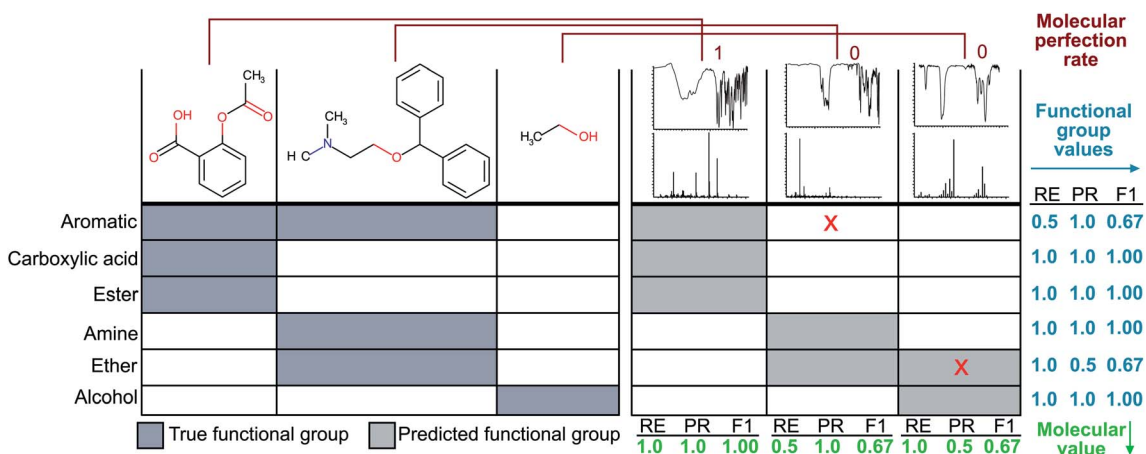 Molecular
perfection
rate
1
0
0
CH₃
OH
O
O
O
CH₃
N
H C
O
H₃C OH
Functional
group
values
RE PR F1
Aromatic X 0.5 1.0 0.67
Carboxylic acid 1.0 1.0 1.00
Ester 1.0 1.0 1.00
Amine 1.0 1.0 1.00
Ether X 1.0 0.5 0.67
Alcohol 1.0 1.0 1.00
True functional group Predicted functional group
RE PR F1 RE PR F1 RE PR F1
1.0 1.0 1.00 0.5 1.0 0.67 1.0 0.5 0.67
Molecular
value